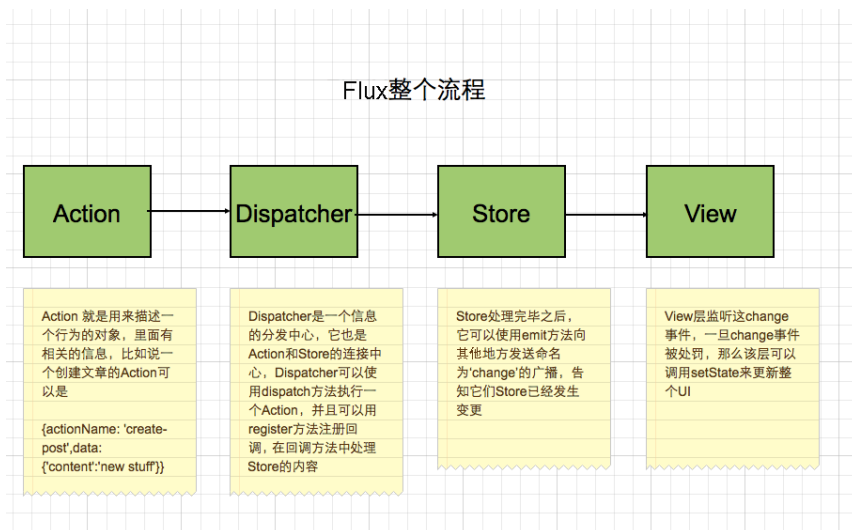 Flux整个流程
Action
Dispatcher
Store
View
Action 就是用来描述一
个行为的对象，里面有
相关的信息，比如说一
个创建文章的Action可
以是
{actionName: 'create-
post',data:
{'content':'new stuff'}}
Dispatcher是一个信息
的分发中心，它也是
Action和Store的连接中
心，Dispatcher可以使
用dispatch方法执行一
个Action，并且可以用
register方法注册回
调，在回调方法中处理
Store的内容
Store处理完毕之后，
它可以使用emit方法向
其他地方发送命名
为‘change’的广播，告
知它们Store已经发生
变更
View层监听这change
事件，一旦change事件
被处罚，那么该层可以
调用setState来更新整
个UI